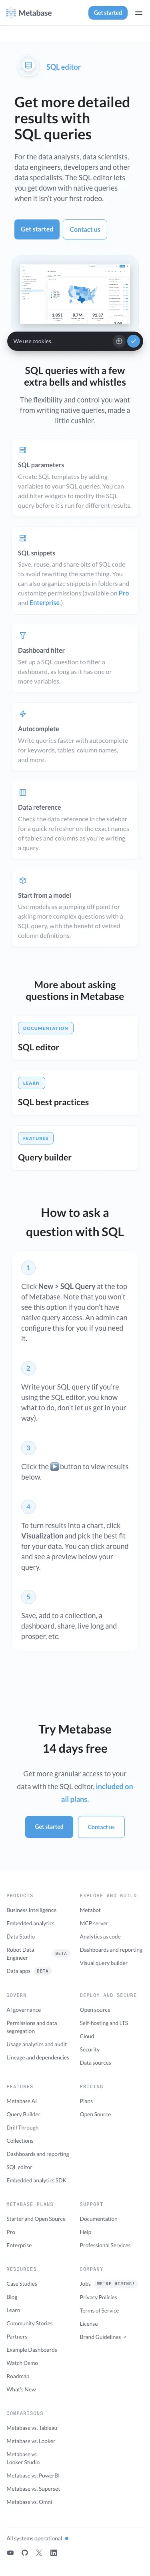 Metabase
Get started
SQL editor
Get more detailed
results with
SQL queries
For the data analysts, data scientists,
data engineers, developers and other
data specialists. The SQL editor lets
you get down with native queries
when it isn't your first rodeo.
Get started
Contact us
1,851
8.7M
91.37
We use cookies.
SQL queries with a few
extra bells and whistles
The flexibility and control you want
from writing native queries, made a
little cushier.
SQL parameters
Create SQL templates by adding
variables to your SQL queries. You can
add filter widgets to modify the SQL
query before it's run for different results.
SQL snippets
Save, reuse, and share bits of SQL code
to avoid rewriting the same thing. You
can also organize snippets in folders and
customize permissions (available on Pro
and Enterprise.)
Dashboard filter
Set up a SQL question to filter a
dashboard, as long as it has one or
more variables.
Autocomplete
Write queries faster with autocomplete
for keywords, tables, column names,
and more.
Data reference
Check the data reference in the sidebar
for a quick refresher on the exact names
of tables and columns as you're writing
a query.
Start from a model
Use models as a jumping off point for
asking more complex questions with a
SQL query, with the benefit of vetted
column definitions.
More about asking
questions in Metabase
DOCUMENTATION
SQL editor
LEARN
SQL best practices
FEATURES
Query builder
How to ask a
question with SQL
1
Click New > SQL Query at the top
of Metabase. Note that you won't
see this option if you don't have
native query access. An admin can
configure this for you if you need
it.
2
Write your SQL query (if you're
using the SQL editor, you know
what to do, don't let us get in your
way).
3
Click the ▶ button to view results
below.
4
To turn results into a chart, click
Visualization and pick the best fit
for your data. You can click around
and see a preview below your
query.
5
Save, add to a collection, a
dashboard, share, live long and
prosper, etc.
Try Metabase
14 days free
Get more granular access to your
data with the SQL editor, included on
all plans.
Get started
Contact us
PRODUCTS
Business Intelligence
Embedded analytics
Data Studio
Robot Data
Engineer
BETA
Data apps BETA
EXPLORE AND BUILD
Metabot
MCP server
Analytics as code
Dashboards and reporting
Visual query builder
GOVERN
AI governance
Permissions and data
segregation
Usage analytics and audit
Lineage and dependencies
DEPLOY AND SECURE
Open source
Self-hosting and LTS
Cloud
Security
Data sources
FEATURES
Metabase AI
Query Builder
Drill Through
Collections
Dashboards and reporting
SQL editor
Embedded analytics SDK
PRICING
Plans
Open Source
METABASE PLANS
Starter and Open Source
Pro
Enterprise
SUPPORT
Documentation
Help
Professional Services
RESOURCES
Case Studies
Blog
Learn
Community Stories
Partners
Example Dashboards
Watch Demo
Roadmap
What's New
COMPANY
Jobs WE'RE HIRING!
Privacy Policies
Terms of Service
License
Brand Guidelines ↗
COMPARISONS
Metabase vs. Tableau
Metabase vs. Looker
Metabase vs.
Looker Studio
Metabase vs. PowerBI
Metabase vs. Superset
Metabase vs. Omni
All systems operational